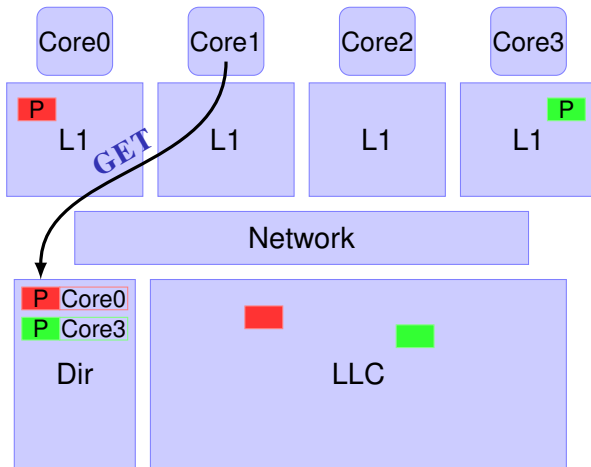 Core0 Core1 Core2 Core3
P P
L1 L1 L1 L1
GET
Network
P Core0
P Core3
Dir LLC